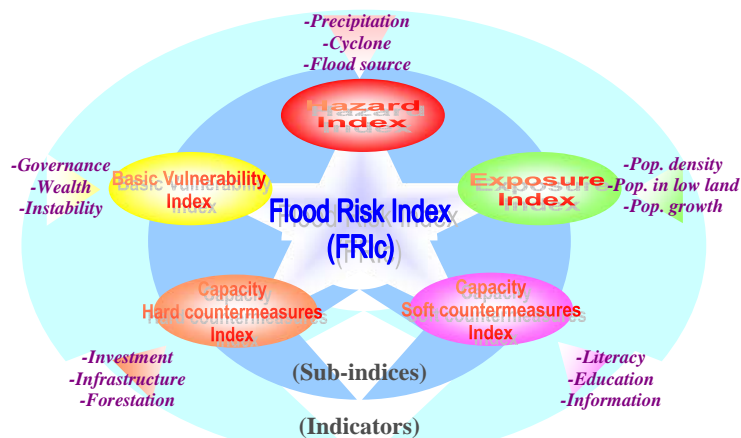 -Precipitation
-Cyclone
-Flood source
Hazard
Index
-Governance
-Wealth
-Instability
Basic Vulnerability
Index
Exposure
Index
-Pop. density
-Pop. in low land
-Pop. growth
Flood Risk Index
(FRIc)
Capacity
Hard countermeasures
Index
Capacity
Soft countermeasures
Index
-Investment
-Infrastructure
-Forestation
(Sub-indices)
-Literacy
-Education
-Information
(Indicators)